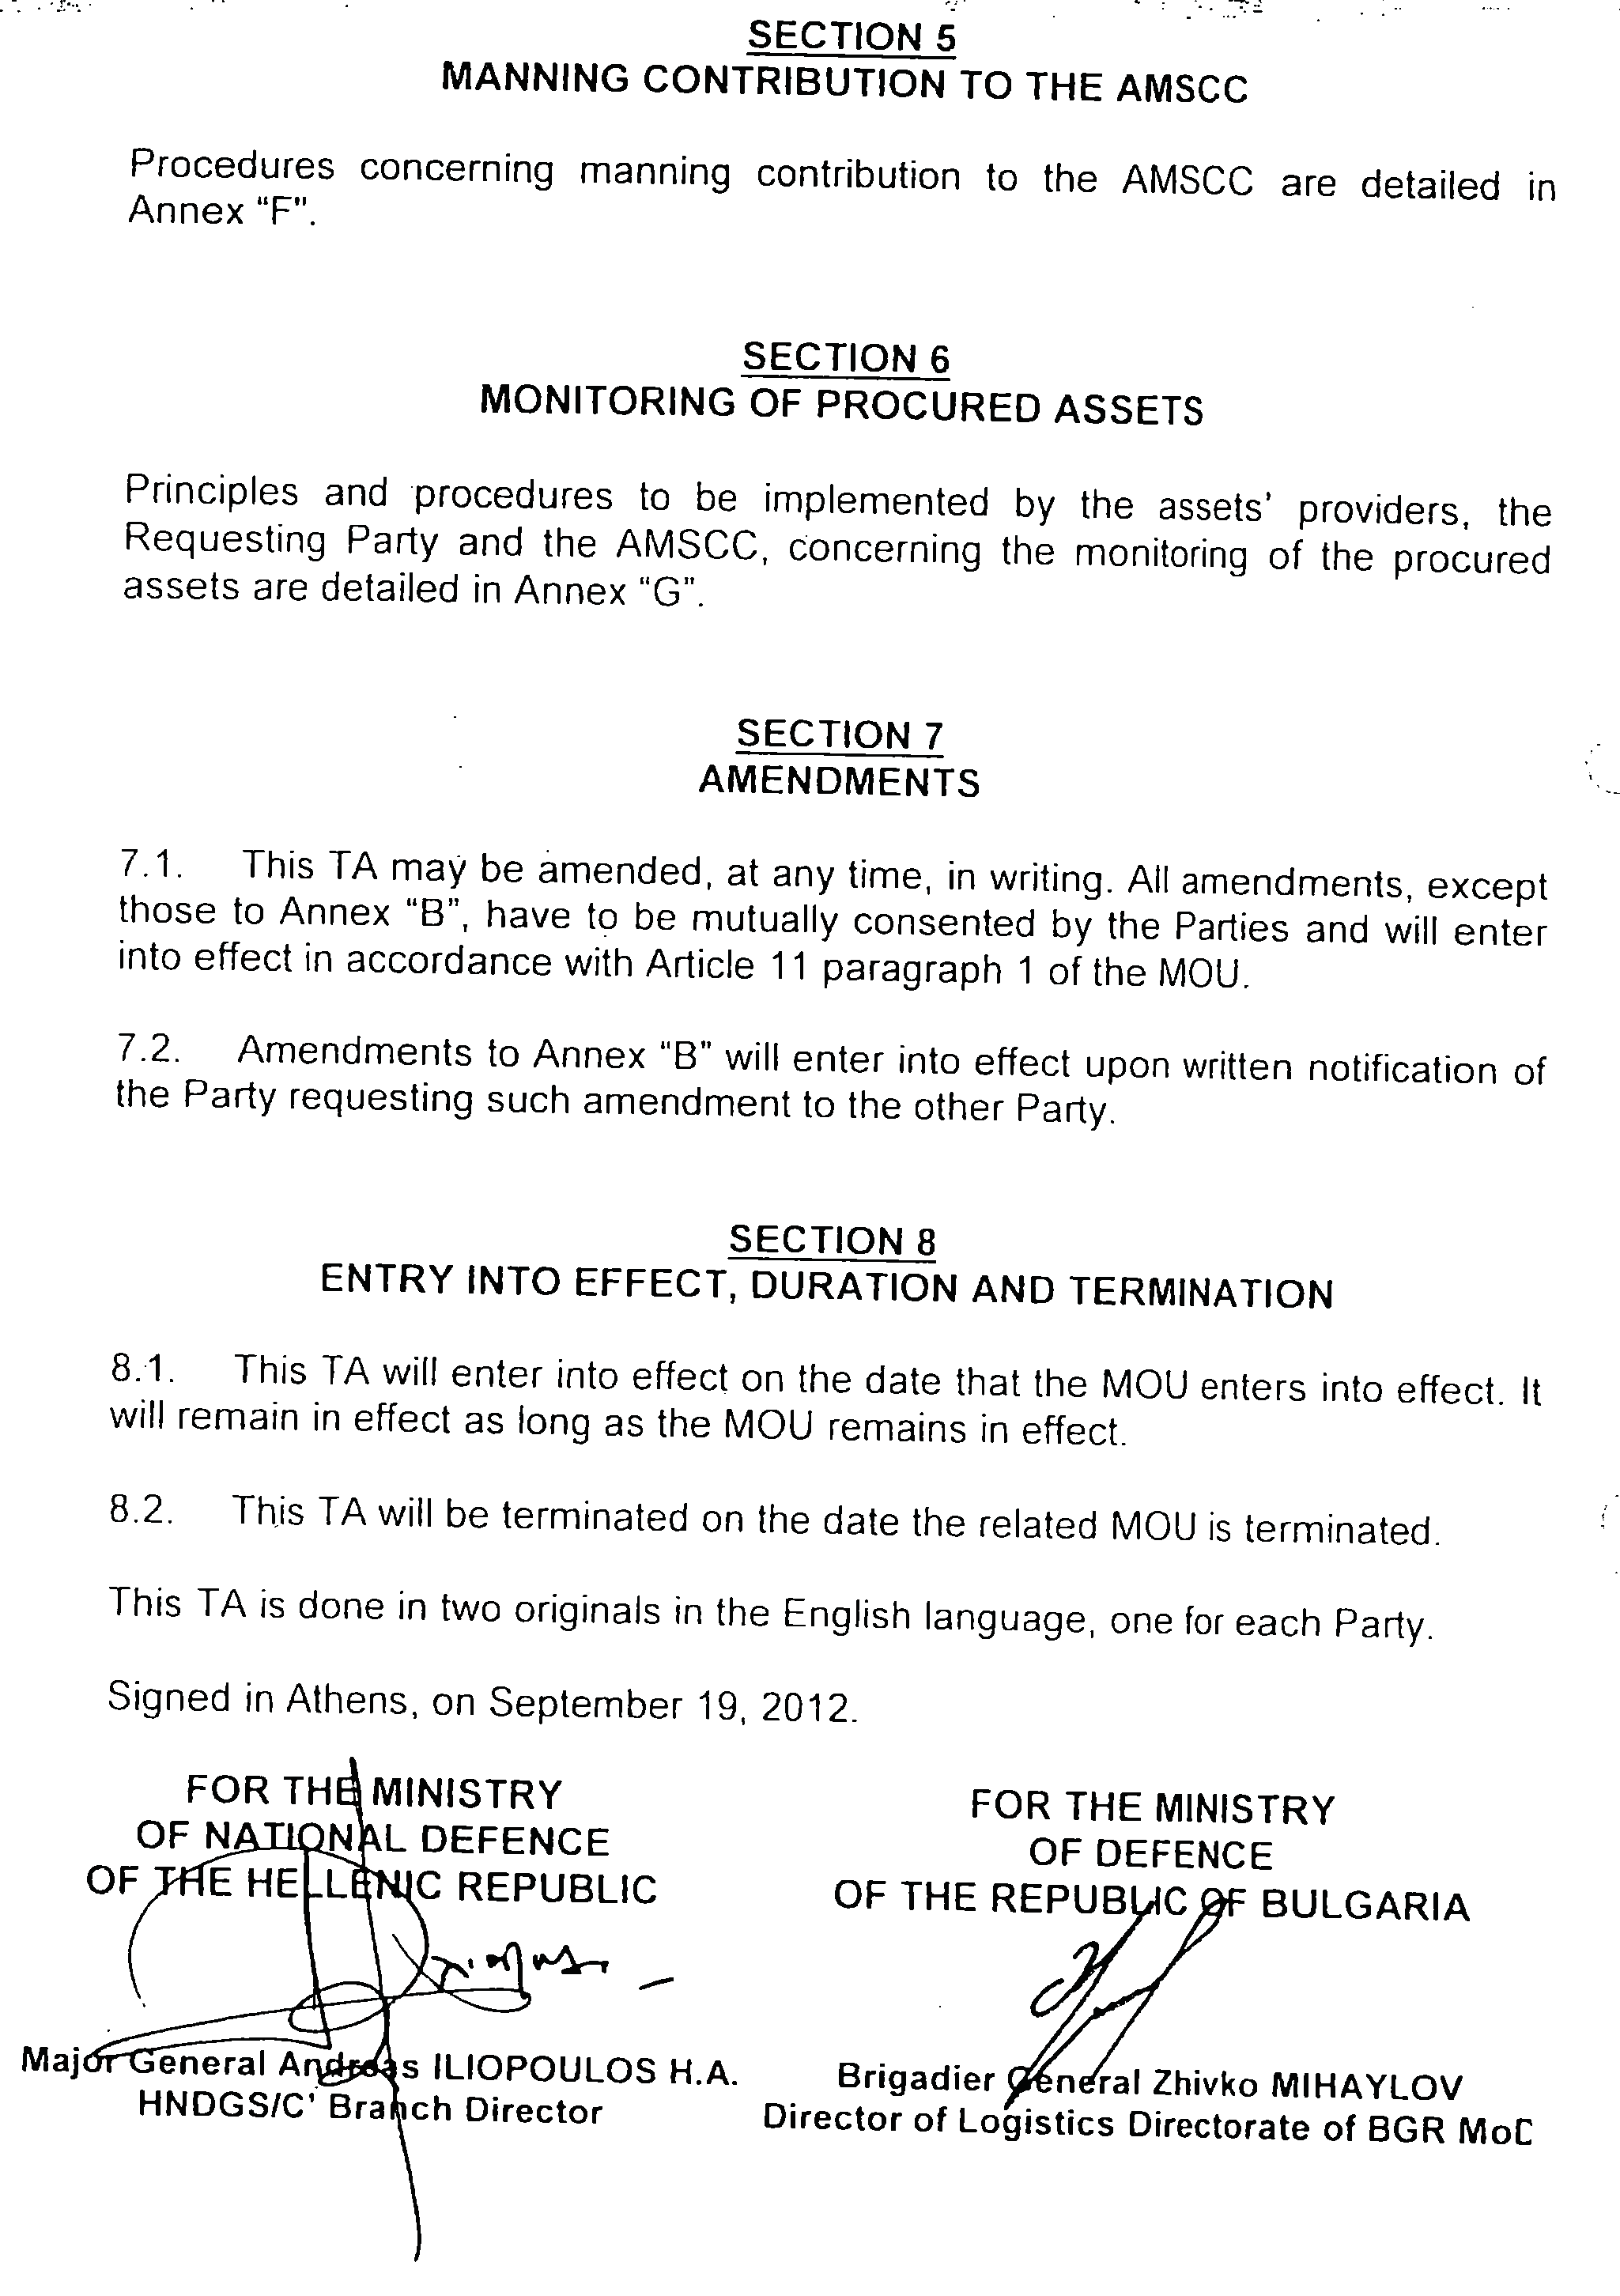 SECTION 5
MANNING CONTRIBUTION TO THE AMSCC
Procedures concerning manning contribution to the AMSCC are detailed in
Annex “F”.
SECTION 6
MONITORING OF PROCURED ASSETS
Principles and procedures to be implemented by the assets’ providers, the
Requesting Party and the AMSCC, concerning the monitoring of the procured
assets are detailed in Annex “G”.
SECTION 7
AMENDMENTS
7.1. This TA may be amended, at any time, in writing. All amendments, except
those to Annex “B”, have to be mutually consented by the Parties and will enter
into effect in accordance with Article 11 paragraph 1 of the MOU.
7.2. Amendments to Annex “B” will enter into effect upon written notification of
the Party requesting such amendment to the other Party.
SECTION 8
ENTRY INTO EFFECT, DURATION AND TERMINATION
8.1. This TA will enter into effect on the date that the MOU enters into effect. It
will remain in effect as long as the MOU remains in effect.
8.2. This TA will be terminated on the date the related MOU is terminated.
This TA is done in two originals in the English language, one for each Party.
Signed in Athens, on September 19, 2012.
FOR THE MINISTRY
OF NATIONAL DEFENCE
OF THE HELLENIC REPUBLIC
Major General Andreas ILIOPOULOS H.A.
HNDGS/C' Branch Director
FOR THE MINISTRY
OF DEFENCE
OF THE REPUBLIC OF BULGARIA
Brigadier General Zhivko MIHAYLOV
Director of Logistics Directorate of BGR MoD